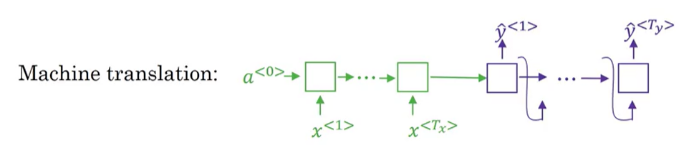 ŷ<1> ŷ<Ty>
Machine translation: a<0> ... ...
x<1> x<Tx>